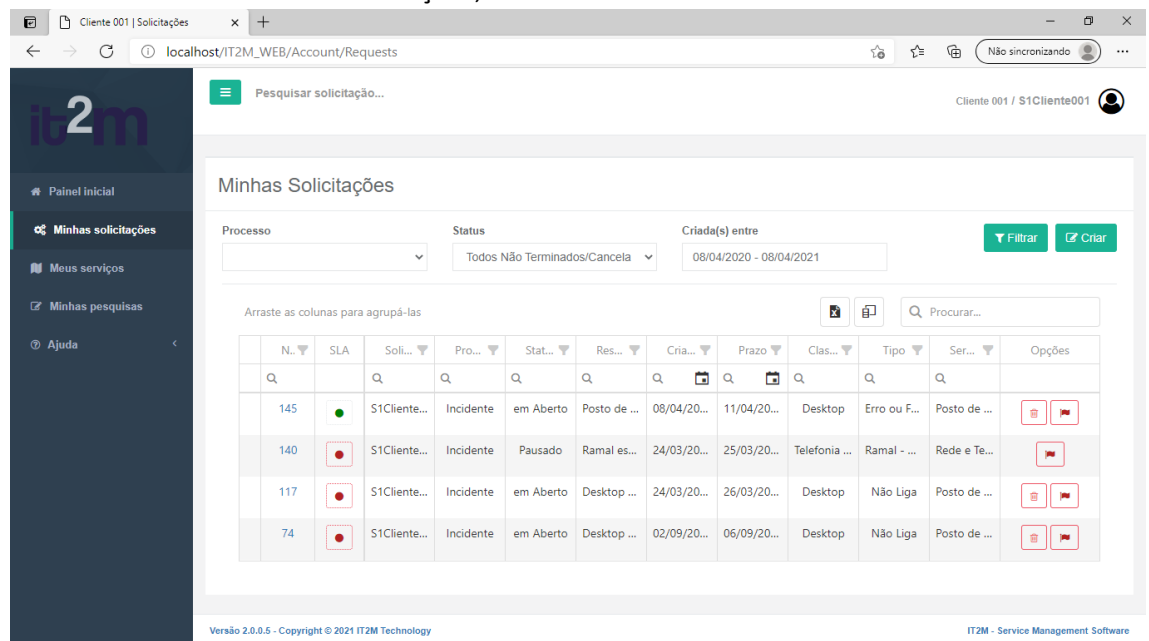 Cliente 001 | Solicitações
localhost/IT2M_WEB/Account/Requests
Não sincronizando
it2m
Pesquisar solicitação...
Cliente 001 / S1Cliente001
Painel inicial
Minhas solicitações
Meus serviços
Minhas pesquisas
Ajuda
Minhas Solicitações
Processo Status Criada(s) entre
Todos Não Terminados/Cancela 08/04/2020 - 08/04/2021 Filtrar Criar
Arraste as colunas para agrupá-las Procurar...
N.. SLA Soli... Pro... Stat... Res... Cria... Prazo Clas... Tipo Ser... Opções
145 S1Cliente... Incidente em Aberto Posto de ... 08/04/20... 11/04/20... Desktop Erro ou F... Posto de ...
140 S1Cliente... Incidente Pausado Ramal es... 24/03/20... 25/03/20... Telefonia ... Ramal - ... Rede e Te...
117 S1Cliente... Incidente em Aberto Desktop ... 24/03/20... 26/03/20... Desktop Não Liga Posto de ...
74 S1Cliente... Incidente em Aberto Desktop ... 02/09/20... 06/09/20... Desktop Não Liga Posto de ...
Versão 2.0.0.5 - Copyright © 2021 IT2M Technology IT2M - Service Management Software